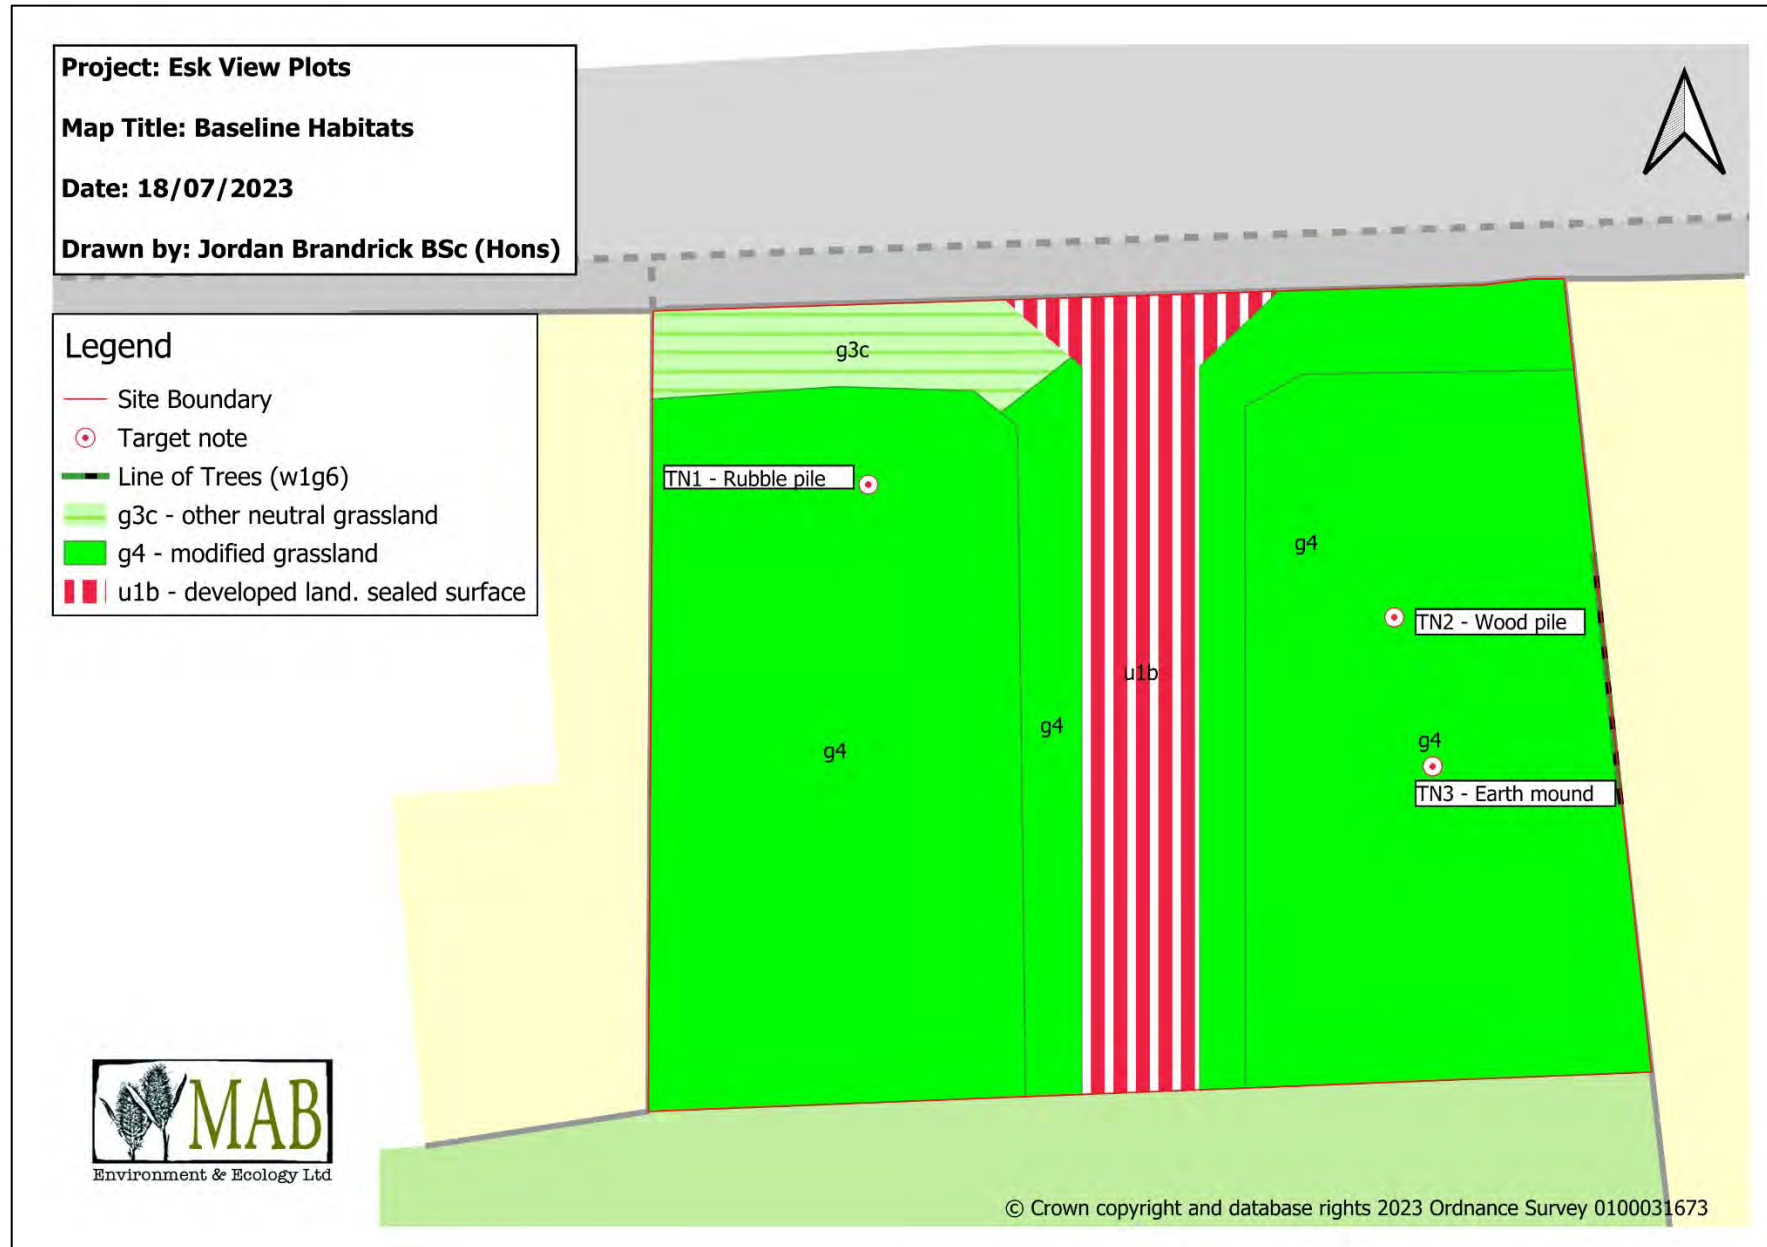 Project: Esk View Plots
Map Title: Baseline Habitats
Date: 18/07/2023
Drawn by: Jordan Brandrick BSc (Hons)
Legend
Site Boundary
Target note
Line of Trees (w1g6)
g3c - other neutral grassland
g4 - modified grassland
u1b - developed land. sealed surface
g3c
TN1 - Rubble pile
g4
TN2 - Wood pile
u1b
g4
g4
g4
TN3 - Earth mound
MAB
Environment & Ecology Ltd
© Crown copyright and database rights 2023 Ordnance Survey 0100031673